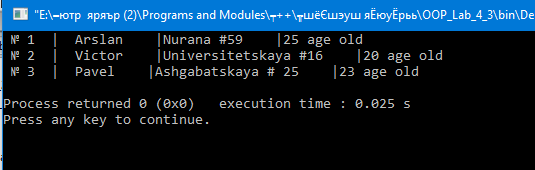 "E:\━ютр яряър (2)\Programs and Modules\┬++\┬шёЄшэуш яЁюуЁрьь\OOP_Lab_4_3\bin\De
№ 1 | Arslan |Nurana #59 |25 age old
№ 2 | Victor |Universitetskaya #16 |20 age old
№ 3 | Pavel |Ashgabatskaya # 25 |23 age old
Process returned 0 (0x0) execution time : 0.025 s
Press any key to continue.